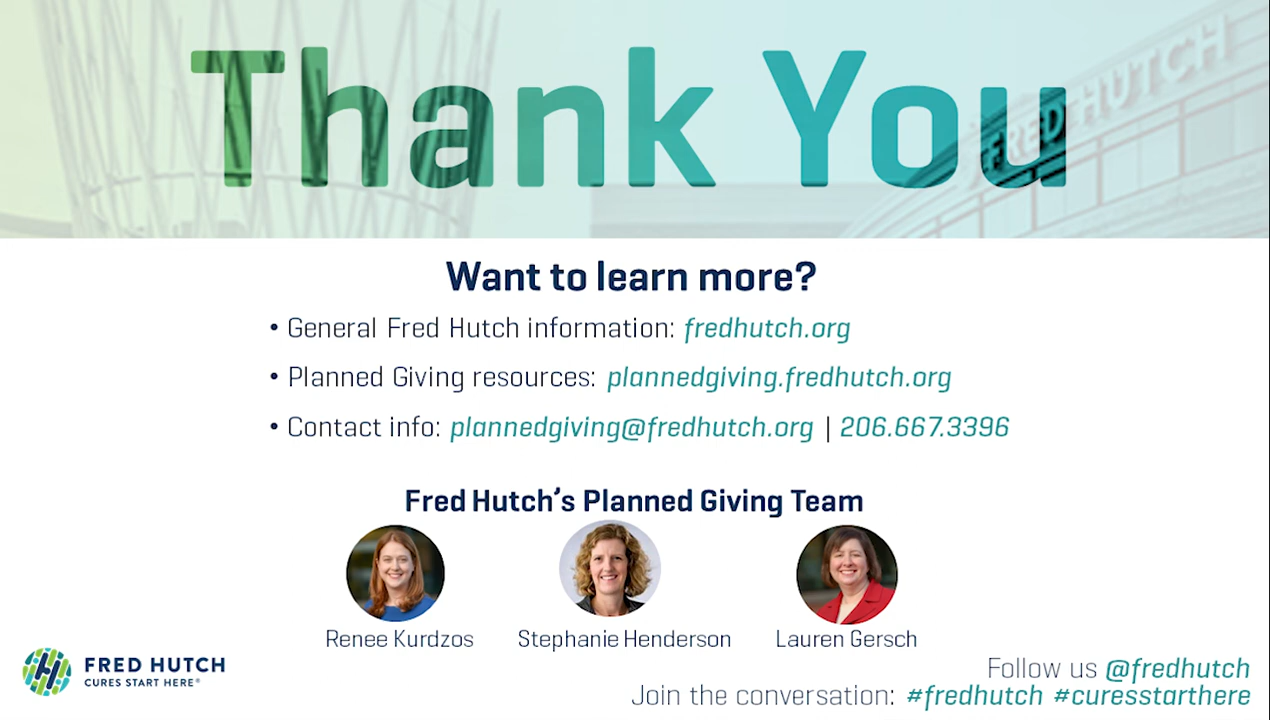 Thank You
FRED HUTCH
Want to learn more?
• General Fred Hutch information: fredhutch.org
• Planned Giving resources: plannedgiving.fredhutch.org
• Contact info: plannedgiving@fredhutch.org | 206.667.3396
Fred Hutch’s Planned Giving Team
Renee Kurdzos Stephanie Henderson Lauren Gersch
FRED HUTCH
CURES START HERE®
Follow us @fredhutch
Join the conversation: #fredhutch #curesstarthere